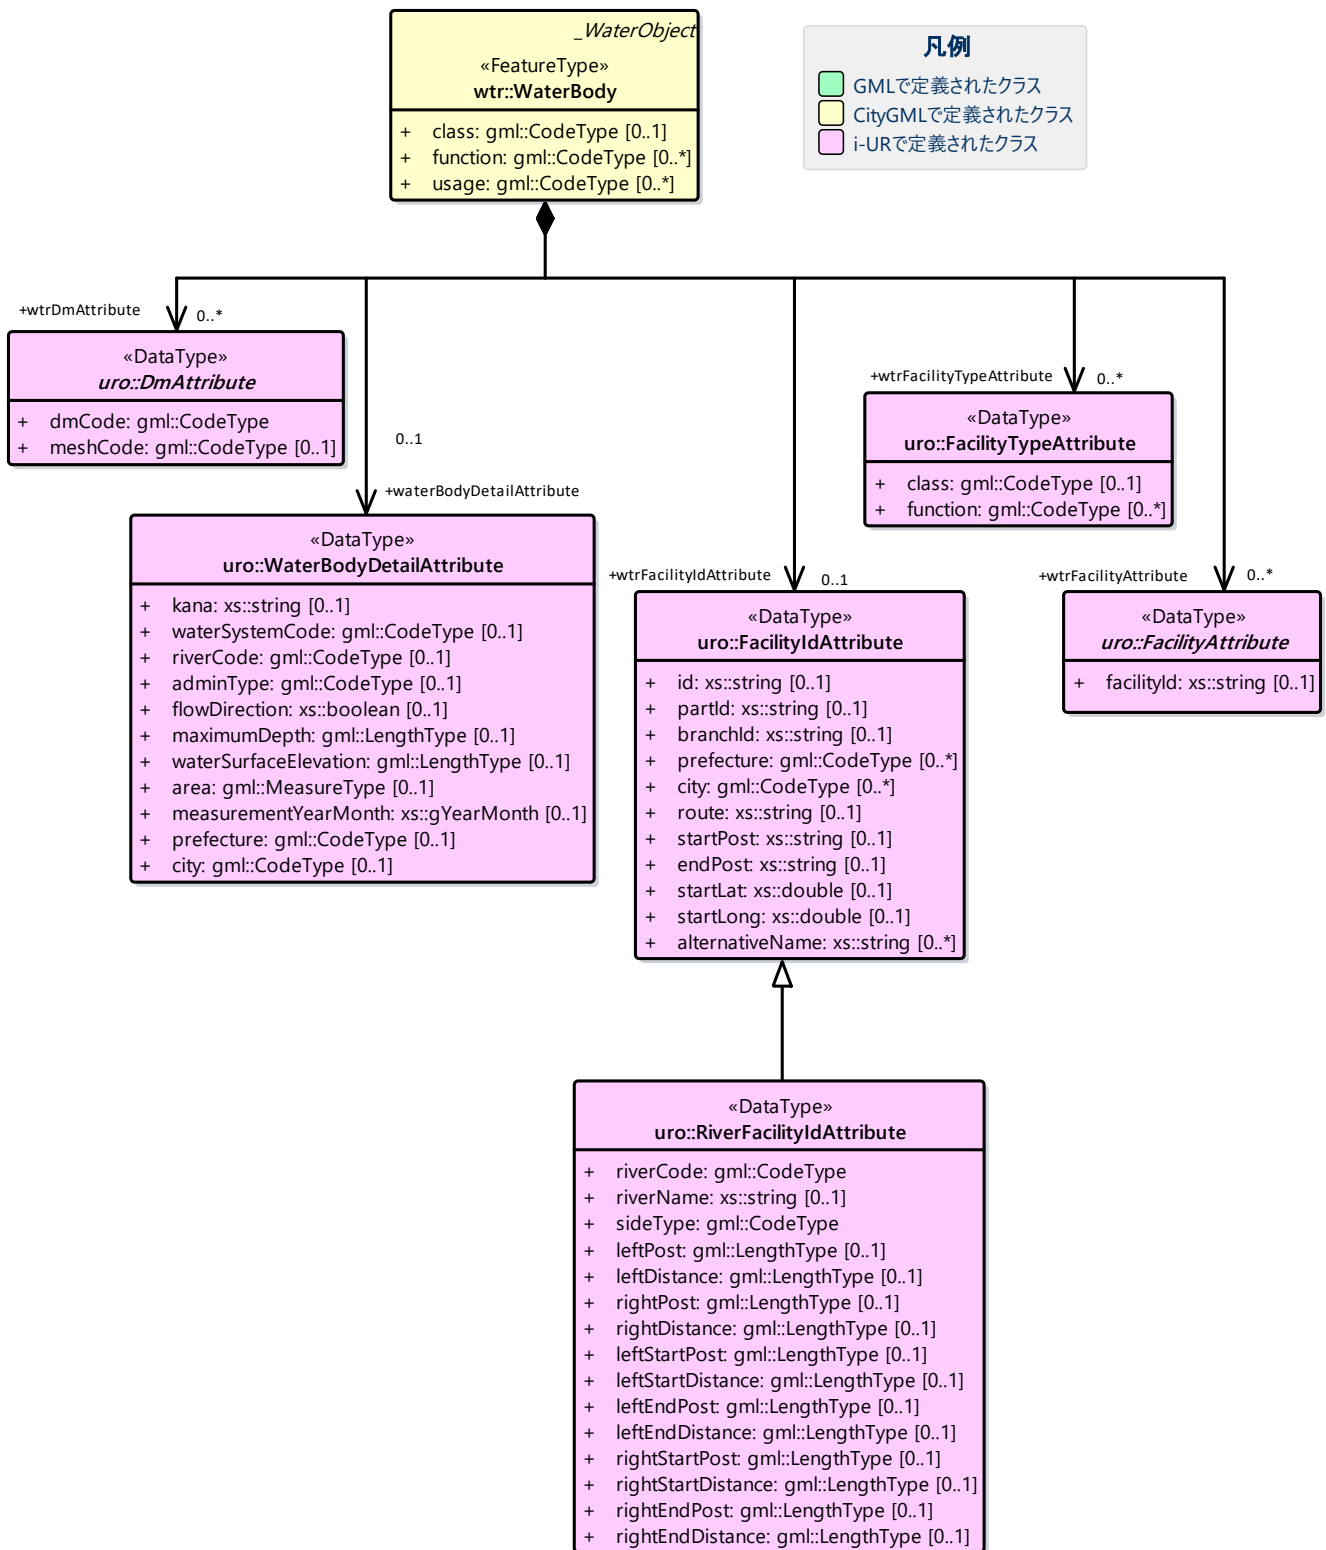 _WaterObject
«FeatureType»
wtr::WaterBody
+ class: gml::CodeType [0..1]
+ function: gml::CodeType [0..*]
+ usage: gml::CodeType [0..*]
凡例
GMLで定義されたクラス
CityGMLで定義されたクラス
i-URで定義されたクラス
+wtrDmAttribute
0..*
«DataType»
uro::DmAttribute
+ dmCode: gml::CodeType
+ meshCode: gml::CodeType [0..1]
0..1
+waterBodyDetailAttribute
«DataType»
uro::WaterBodyDetailAttribute
+ kana: xs::string [0..1]
+ waterSystemCode: gml::CodeType [0..1]
+ riverCode: gml::CodeType [0..1]
+ adminType: gml::CodeType [0..1]
+ flowDirection: xs::boolean [0..1]
+ maximumDepth: gml::LengthType [0..1]
+ waterSurfaceElevation: gml::LengthType [0..1]
+ area: gml::MeasureType [0..1]
+ measurementYearMonth: xs::gYearMonth [0..1]
+ prefecture: gml::CodeType [0..1]
+ city: gml::CodeType [0..1]
+wtrFacilityIdAttribute
0..1
«DataType»
uro::FacilityIdAttribute
+ id: xs::string [0..1]
+ partId: xs::string [0..1]
+ branchId: xs::string [0..1]
+ prefecture: gml::CodeType [0..*]
+ city: gml::CodeType [0..*]
+ route: xs::string [0..1]
+ startPost: xs::string [0..1]
+ endPost: xs::string [0..1]
+ startLat: xs::double [0..1]
+ startLong: xs::double [0..1]
+ alternativeName: xs::string [0..*]
+wtrFacilityTypeAttribute
0..*
«DataType»
uro::FacilityTypeAttribute
+ class: gml::CodeType [0..1]
+ function: gml::CodeType [0..*]
+wtrFacilityAttribute
0..*
«DataType»
uro::FacilityAttribute
+ facilityId: xs::string [0..1]
«DataType»
uro::RiverFacilityIdAttribute
+ riverCode: gml::CodeType
+ riverName: xs::string [0..1]
+ sideType: gml::CodeType
+ leftPost: gml::LengthType [0..1]
+ leftDistance: gml::LengthType [0..1]
+ rightPost: gml::LengthType [0..1]
+ rightDistance: gml::LengthType [0..1]
+ leftStartPost: gml::LengthType [0..1]
+ leftStartDistance: gml::LengthType [0..1]
+ leftEndPost: gml::LengthType [0..1]
+ leftEndDistance: gml::LengthType [0..1]
+ rightStartPost: gml::LengthType [0..1]
+ rightStartDistance: gml::LengthType [0..1]
+ rightEndPost: gml::LengthType [0..1]
+ rightEndDistance: gml::LengthType [0..1]